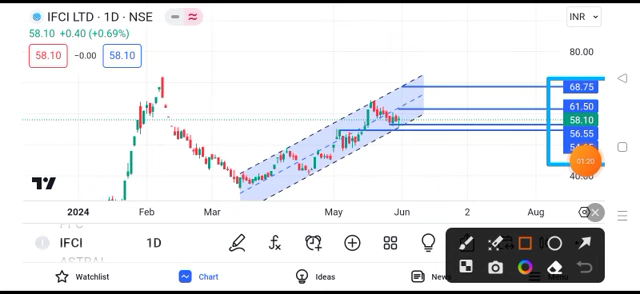 IFCI LTD · 1D · NSE
INR
58.10 +0.40 (+0.69%)
58.10 −0.00 58.10
80.00
68.75
61.50
58.10
56.55
01:20
40.00
2024 Feb Mar May Jun 2 Aug
IFCI 1D
Watchlist Chart Ideas News Menu